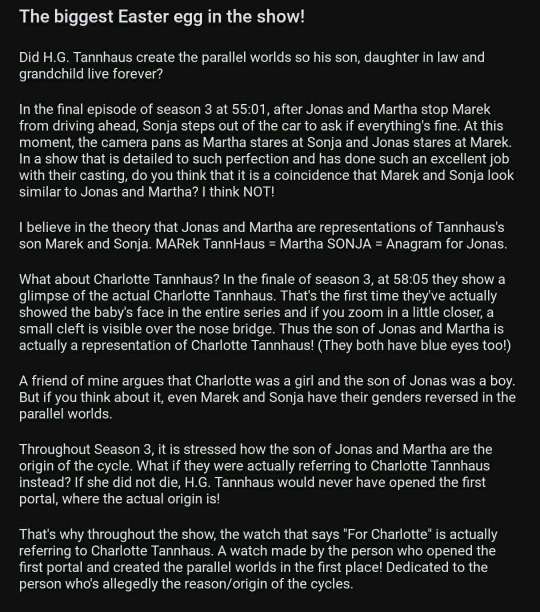 The biggest Easter egg in the show!
Did H.G. Tannhaus create the parallel worlds so his son, daughter in law and
grandchild live forever?
In the final episode of season 3 at 55:01, after Jonas and Martha stop Marek
from driving ahead, Sonja steps out of the car to ask if everything's fine. At this
moment, the camera pans as Martha stares at Sonja and Jonas stares at Marek.
In a show that is detailed to such perfection and has done such an excellent job
with their casting, do you think that it is a coincidence that Marek and Sonja look
similar to Jonas and Martha? I think NOT!
I believe in the theory that Jonas and Martha are representations of Tannhaus's
son Marek and Sonja. MARek TannHaus = Martha SONJA = Anagram for Jonas.
What about Charlotte Tannhaus? In the finale of season 3, at 58:05 they show a
glimpse of the actual Charlotte Tannhaus. That's the first time they've actually
showed the baby's face in the entire series and if you zoom in a little closer, a
small cleft is visible over the nose bridge. Thus the son of Jonas and Martha is
actually a representation of Charlotte Tannhaus! (They both have blue eyes too!)
A friend of mine argues that Charlotte was a girl and the son of Jonas was a boy.
But if you think about it, even Marek and Sonja have their genders reversed in the
parallel worlds.
Throughout Season 3, it is stressed how the son of Jonas and Martha are the
origin of the cycle. What if they were actually referring to Charlotte Tannhaus
instead? If she did not die, H.G. Tannhaus would never have opened the first
portal, where the actual origin is!
That's why throughout the show, the watch that says "For Charlotte" is actually
referring to Charlotte Tannhaus. A watch made by the person who opened the
first portal and created the parallel worlds in the first place! Dedicated to the
person who's allegedly the reason/origin of the cycles.